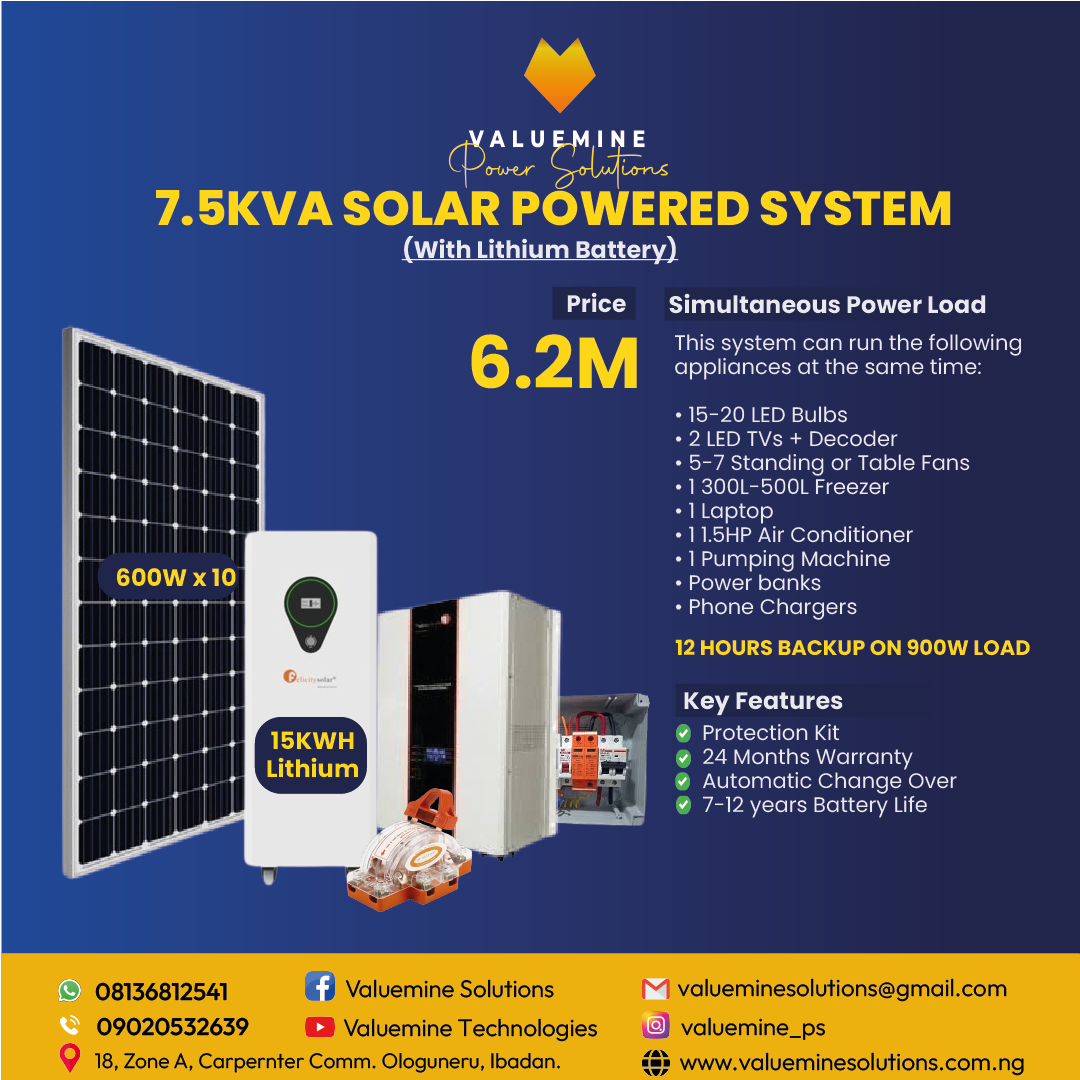 VALUEMINE
Power Solutions
7.5KVA SOLAR POWERED SYSTEM
(With Lithium Battery)
Price
6.2M
Simultaneous Power Load
This system can run the following
appliances at the same time:
• 15-20 LED Bulbs
• 2 LED TVs + Decoder
• 5-7 Standing or Table Fans
• 1 300L-500L Freezer
• 1 Laptop
• 1 1.5HP Air Conditioner
• 1 Pumping Machine
• Power banks
• Phone Chargers
12 HOURS BACKUP ON 900W LOAD
Key Features
Protection Kit
24 Months Warranty
Automatic Change Over
7-12 years Battery Life
600W x 10
Felicitysolar®
15KWH
Lithium
08136812541
09020532639
18, Zone A, Carpernter Comm. Ologuneru, Ibadan.
Valuemine Solutions
Valuemine Technologies
valueminesolutions@gmail.com
valuemine_ps
www.valueminesolutions.com.ng